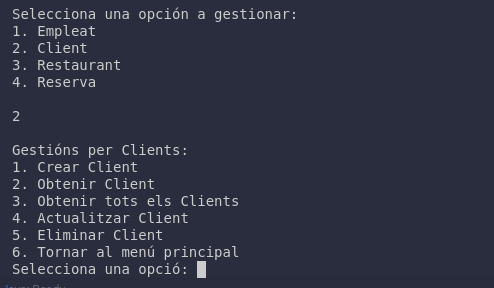 Selecciona una opción a gestionar:
1. Empleat
2. Client
3. Restaurant
4. Reserva
2
Gestións per Clients:
1. Crear Client
2. Obtenir Client
3. Obtenir tots els Clients
4. Actualitzar Client
5. Eliminar Client
6. Tornar al menú principal
Selecciona una opció: